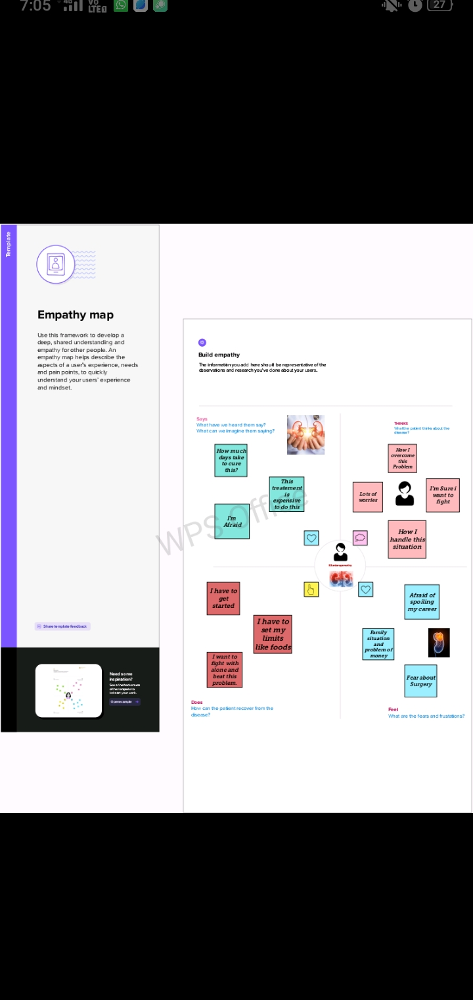 7:05
4G
Vo
LTE
27
Template
Empathy map
Use this framework to develop a
deep, shared understanding and
empathy for other people. An
empathy map helps describe the
aspects of a user's experience, needs
and pain points, to quickly
understand your users' experience
and mindset.
Share template feedback
Need some
inspiration?
See a finished version
of this template to
kickstart your work.
Open example
Build empathy
The information you add here should be representative of the
observations and research you've done about your users.
Says
What have we heard them say?
What can we imagine them saying?
How much
days take
to cure
this?
This
treatement
is
expensive
to do this
I'm
Afraid
THINKS
What the patient thinks about the
disease?
How I
overcome
this
Problem
Lots of
worries
I'm Sure i
want to
fight
How I
handle this
situation
WPS Office
I have to
get
started
I have to
set my
limits
like foods
I want to
fight with
alone and
beat this
problem.
Does
How can the patient recover from the
disease?
Afraid of
spoiling
my career
Family
situation
and
problem of
money
Fear about
Surgery
Feel
What are the fears and frustations?